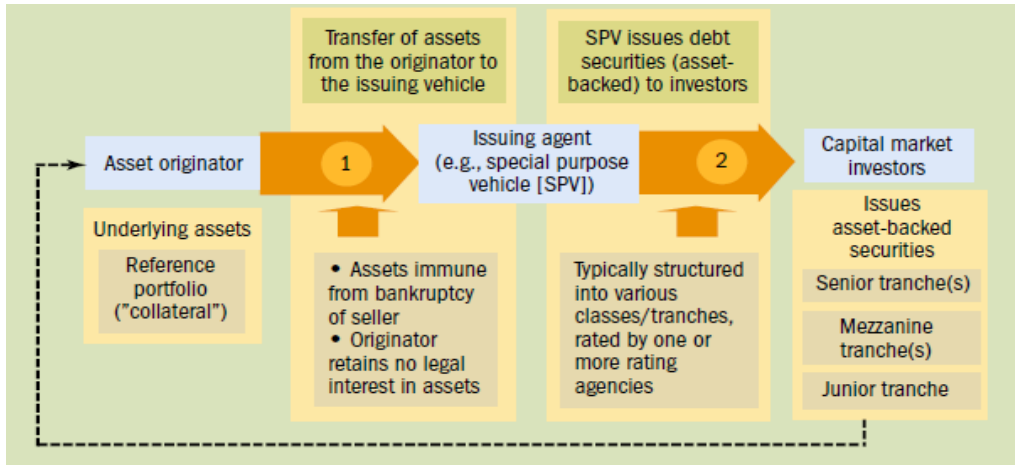 Transfer of assets
from the originator to
the issuing vehicle
SPV issues debt
securities (asset-
backed) to investors
Asset originator
1
Issuing agent
(e.g., special purpose
vehicle [SPV])
2
Capital market
investors
Underlying assets
Reference
portfolio
("collateral")
• Assets immune
from bankruptcy
of seller
• Originator
retains no legal
interest in assets
Typically structured
into various
classes/tranches,
rated by one or
more rating
agencies
Issues
asset-backed
securities
Senior tranche(s)
Mezzanine
tranche(s)
Junior tranche